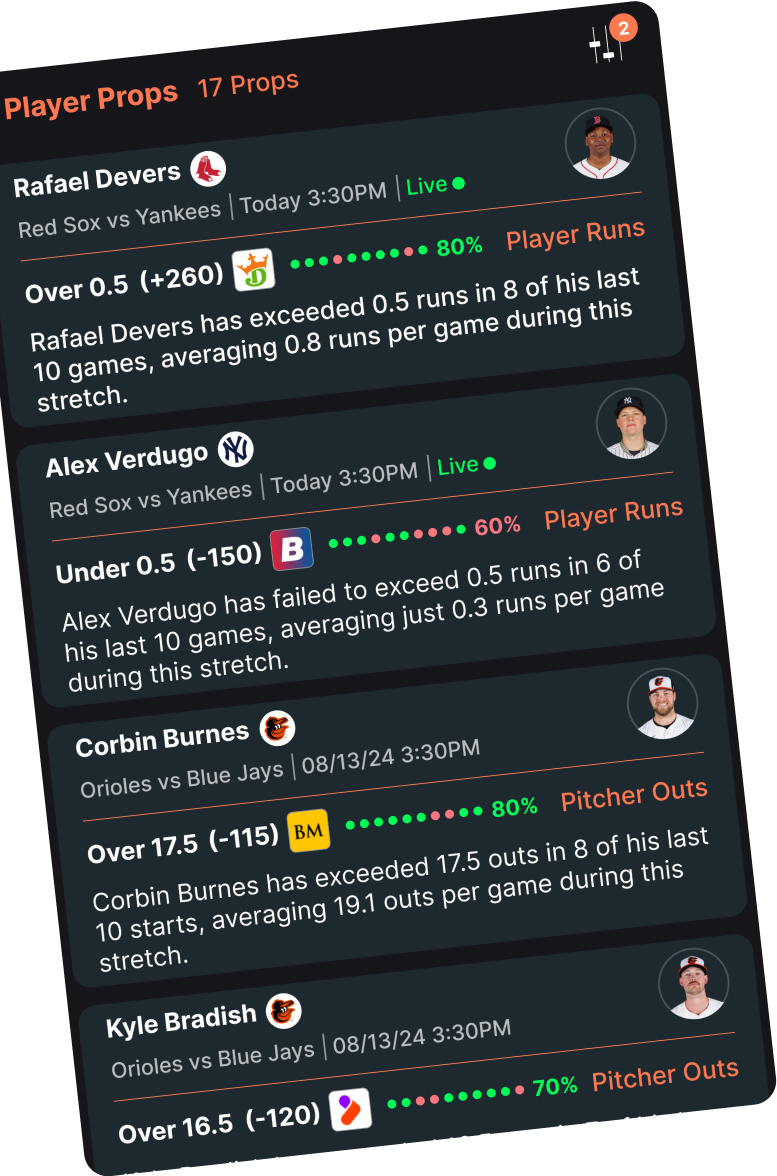 2
Player Props 17 Props
Rafael Devers
Red Sox vs Yankees | Today 3:30PM | Live
Over 0.5 (+260) 80% Player Runs
Rafael Devers has exceeded 0.5 runs in 8 of his last
10 games, averaging 0.8 runs per game during this
stretch.
Alex Verdugo
Red Sox vs Yankees | Today 3:30PM | Live
Under 0.5 (-150) B 60% Player Runs
Alex Verdugo has failed to exceed 0.5 runs in 6 of
his last 10 games, averaging just 0.3 runs per game
during this stretch.
Corbin Burnes
Orioles vs Blue Jays | 08/13/24 3:30PM
Over 17.5 (-115) BM 80% Pitcher Outs
Corbin Burnes has exceeded 17.5 outs in 8 of his last
10 starts, averaging 19.1 outs per game during this
stretch.
Kyle Bradish
Orioles vs Blue Jays | 08/13/24 3:30PM
Over 16.5 (-120) 70% Pitcher Outs